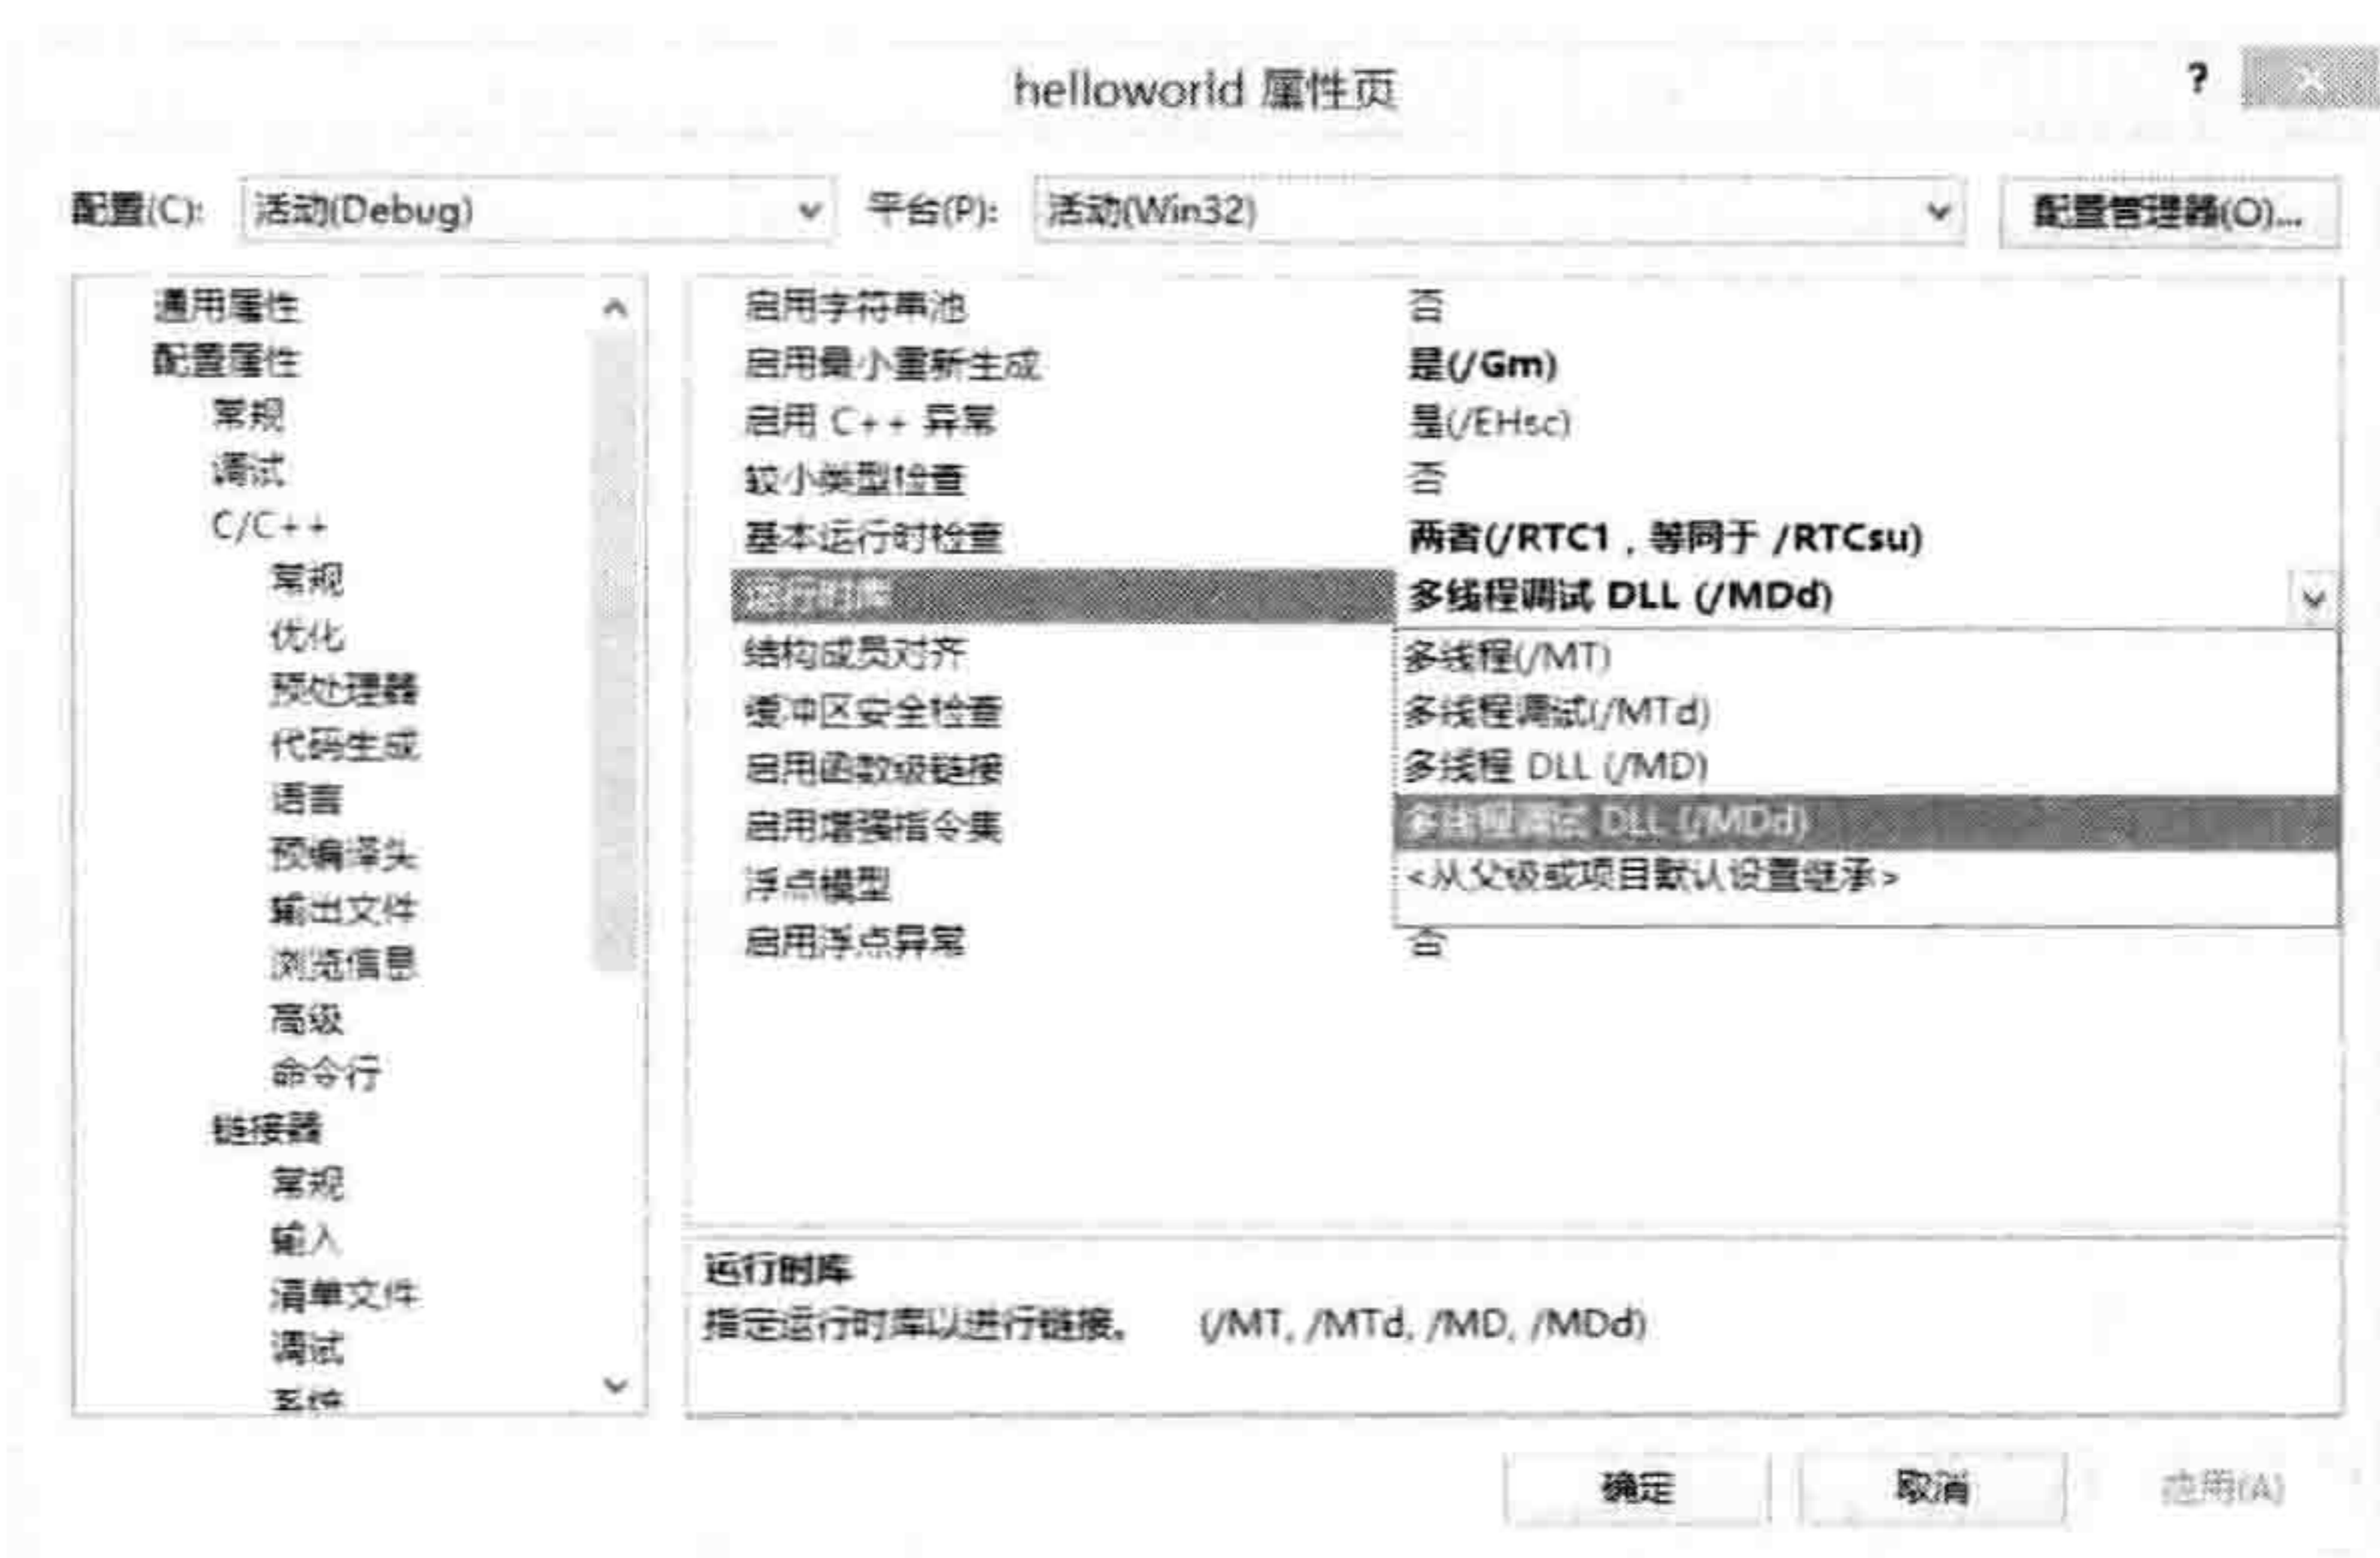 helloworld 属性页
?
配置(C): 活动(Debug) 平台(P): 活动(Win32) 配置管理器(O)...
通用属性
配置属性
常规
调试
C/C++
常规
优化
预处理器
代码生成
语言
预编译头
输出文件
浏览信息
高级
命令行
链接器
常规
输入
清单文件
调试
系统
启用字符串池 否
启用最小重新生成 是(/Gm)
启用 C++ 异常 是(/EHsc)
较小类型检查 否
基本运行时检查 两者(/RTC1，等同于 /RTCsu)
运行时库 多线程调试 DLL (/MDd)
结构成员对齐
缓冲区安全检查
启用函数级链接
启用增强指令集
浮点模型
启用浮点异常 否
多线程(/MT)
多线程调试(/MTd)
多线程 DLL (/MD)
多线程调试 DLL (/MDd)
<从父级或项目默认设置继承>
运行时库
指定运行时库以进行链接。 (/MT, /MTd, /MD, /MDd)
确定 取消 应用(A)